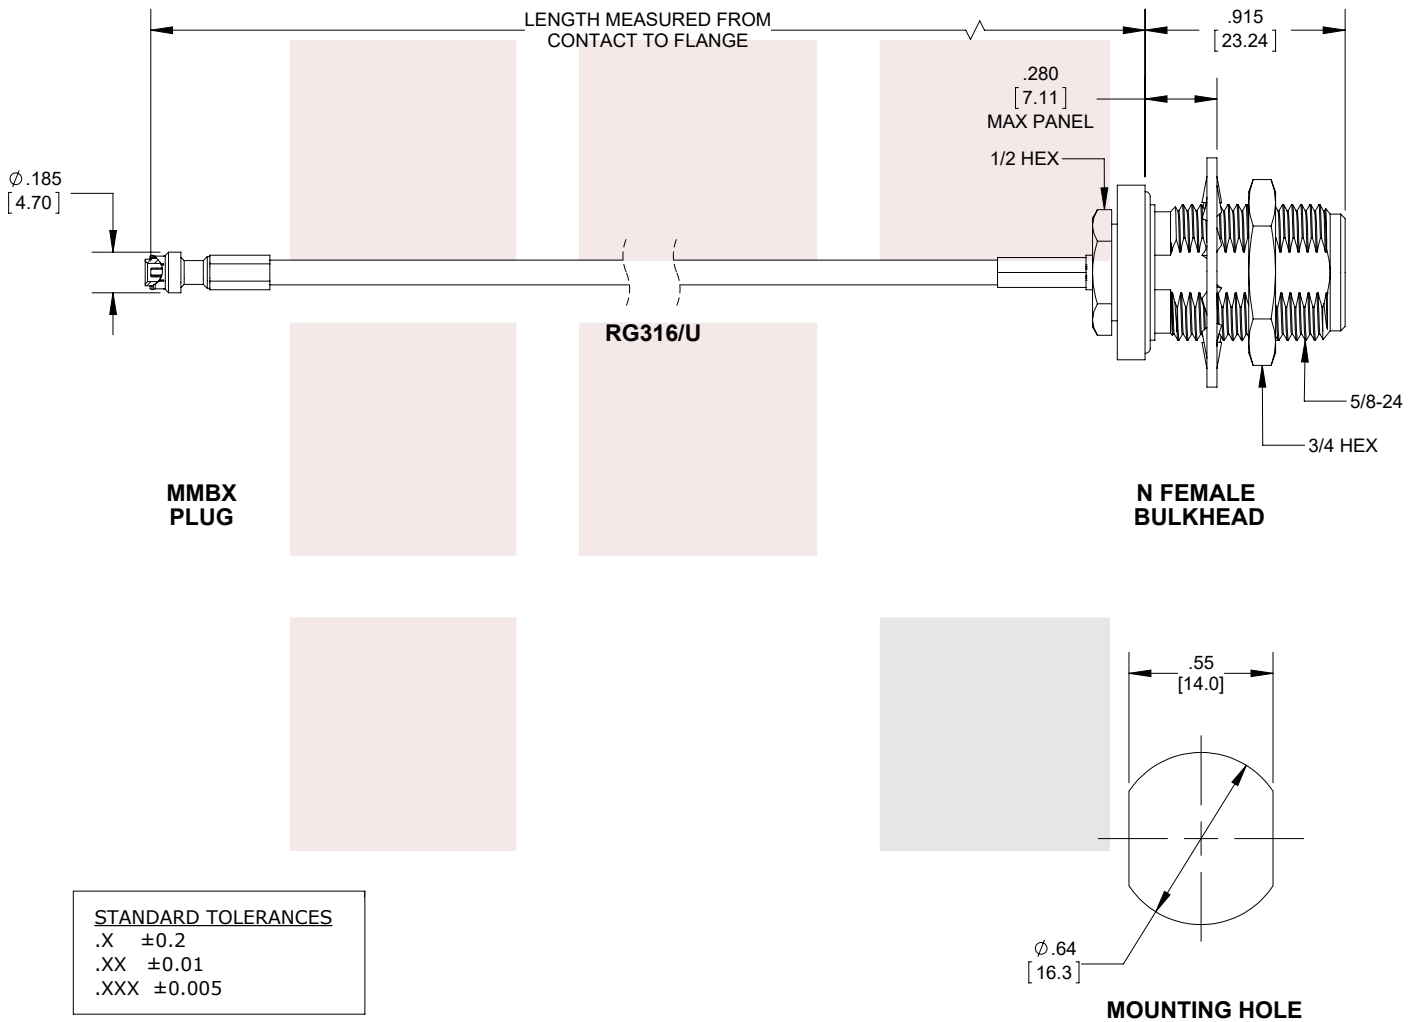 LENGTH MEASURED FROM
CONTACT TO FLANGE
.915
[23.24]
.280
[7.11]
MAX PANEL
1/2 HEX
Ø.185
[4.70]
RG316/U
5/8-24
3/4 HEX
MMBX
PLUG
N FEMALE
BULKHEAD
.55
[14.0]
Ø.64
[16.3]
MOUNTING HOLE
STANDARD TOLERANCES
.X ±0.2
.XX ±0.01
.XXX ±0.005